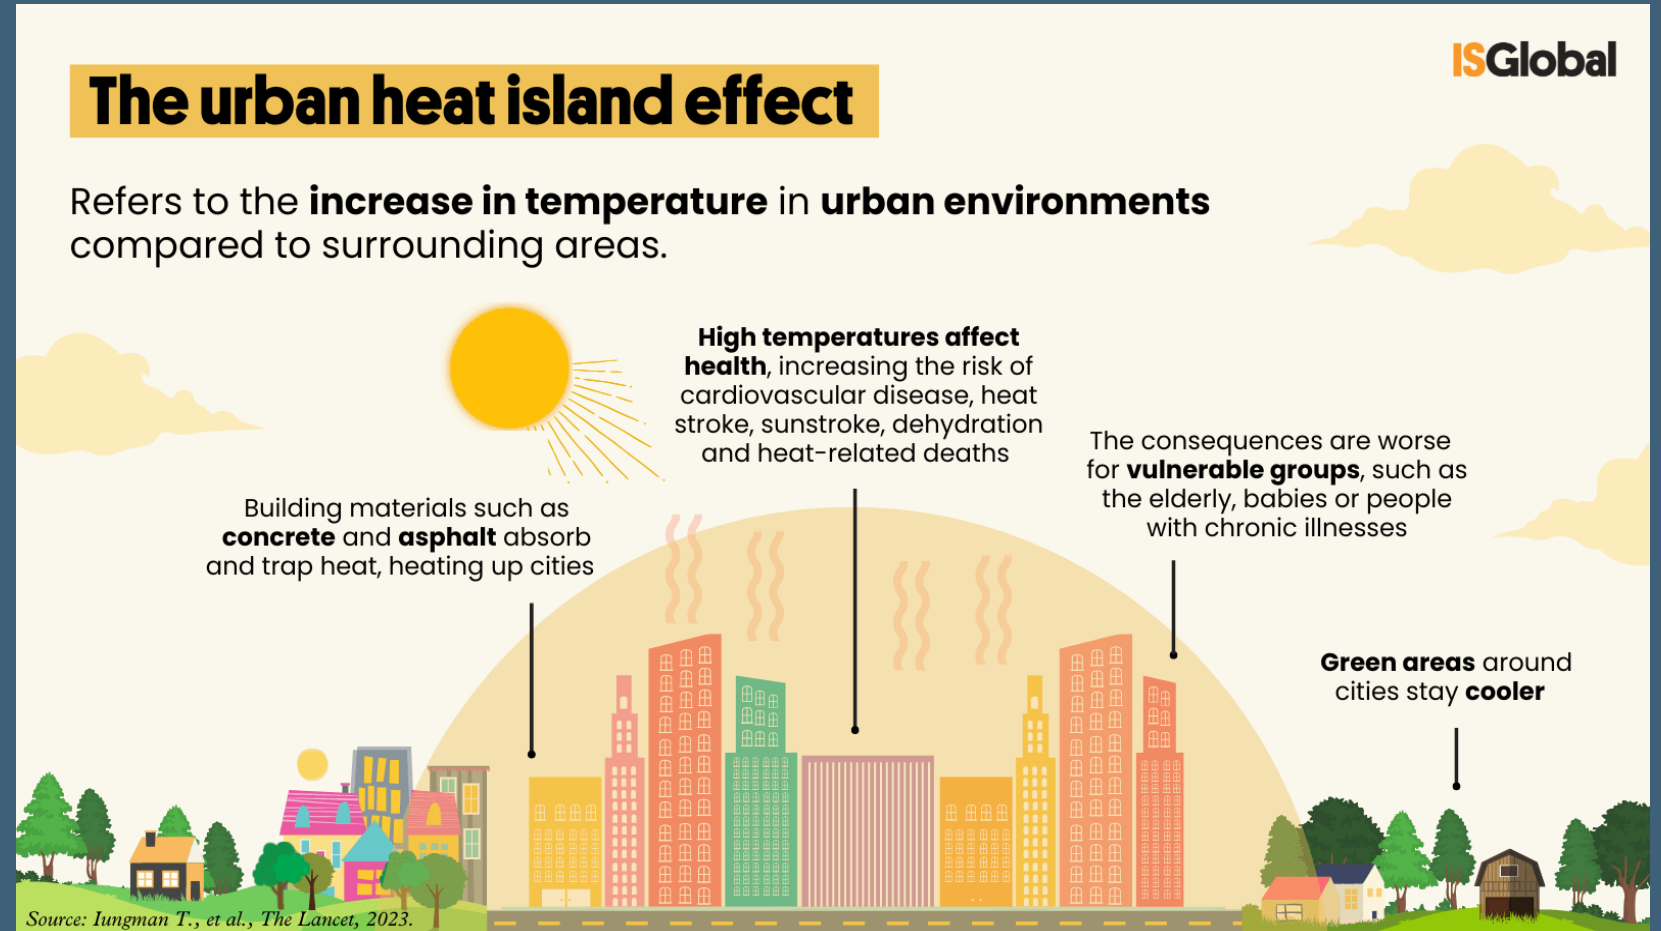 ISGlobal
The urban heat island effect
Refers to the increase in temperature in urban environments
compared to surrounding areas.
High temperatures affect
health, increasing the risk of
cardiovascular disease, heat
stroke, sunstroke, dehydration
and heat-related deaths
The consequences are worse
for vulnerable groups, such as
the elderly, babies or people
with chronic illnesses
Building materials such as
concrete and asphalt absorb
and trap heat, heating up cities
Green areas around
cities stay cooler
Source: Iungman T., et al., The Lancet, 2023.